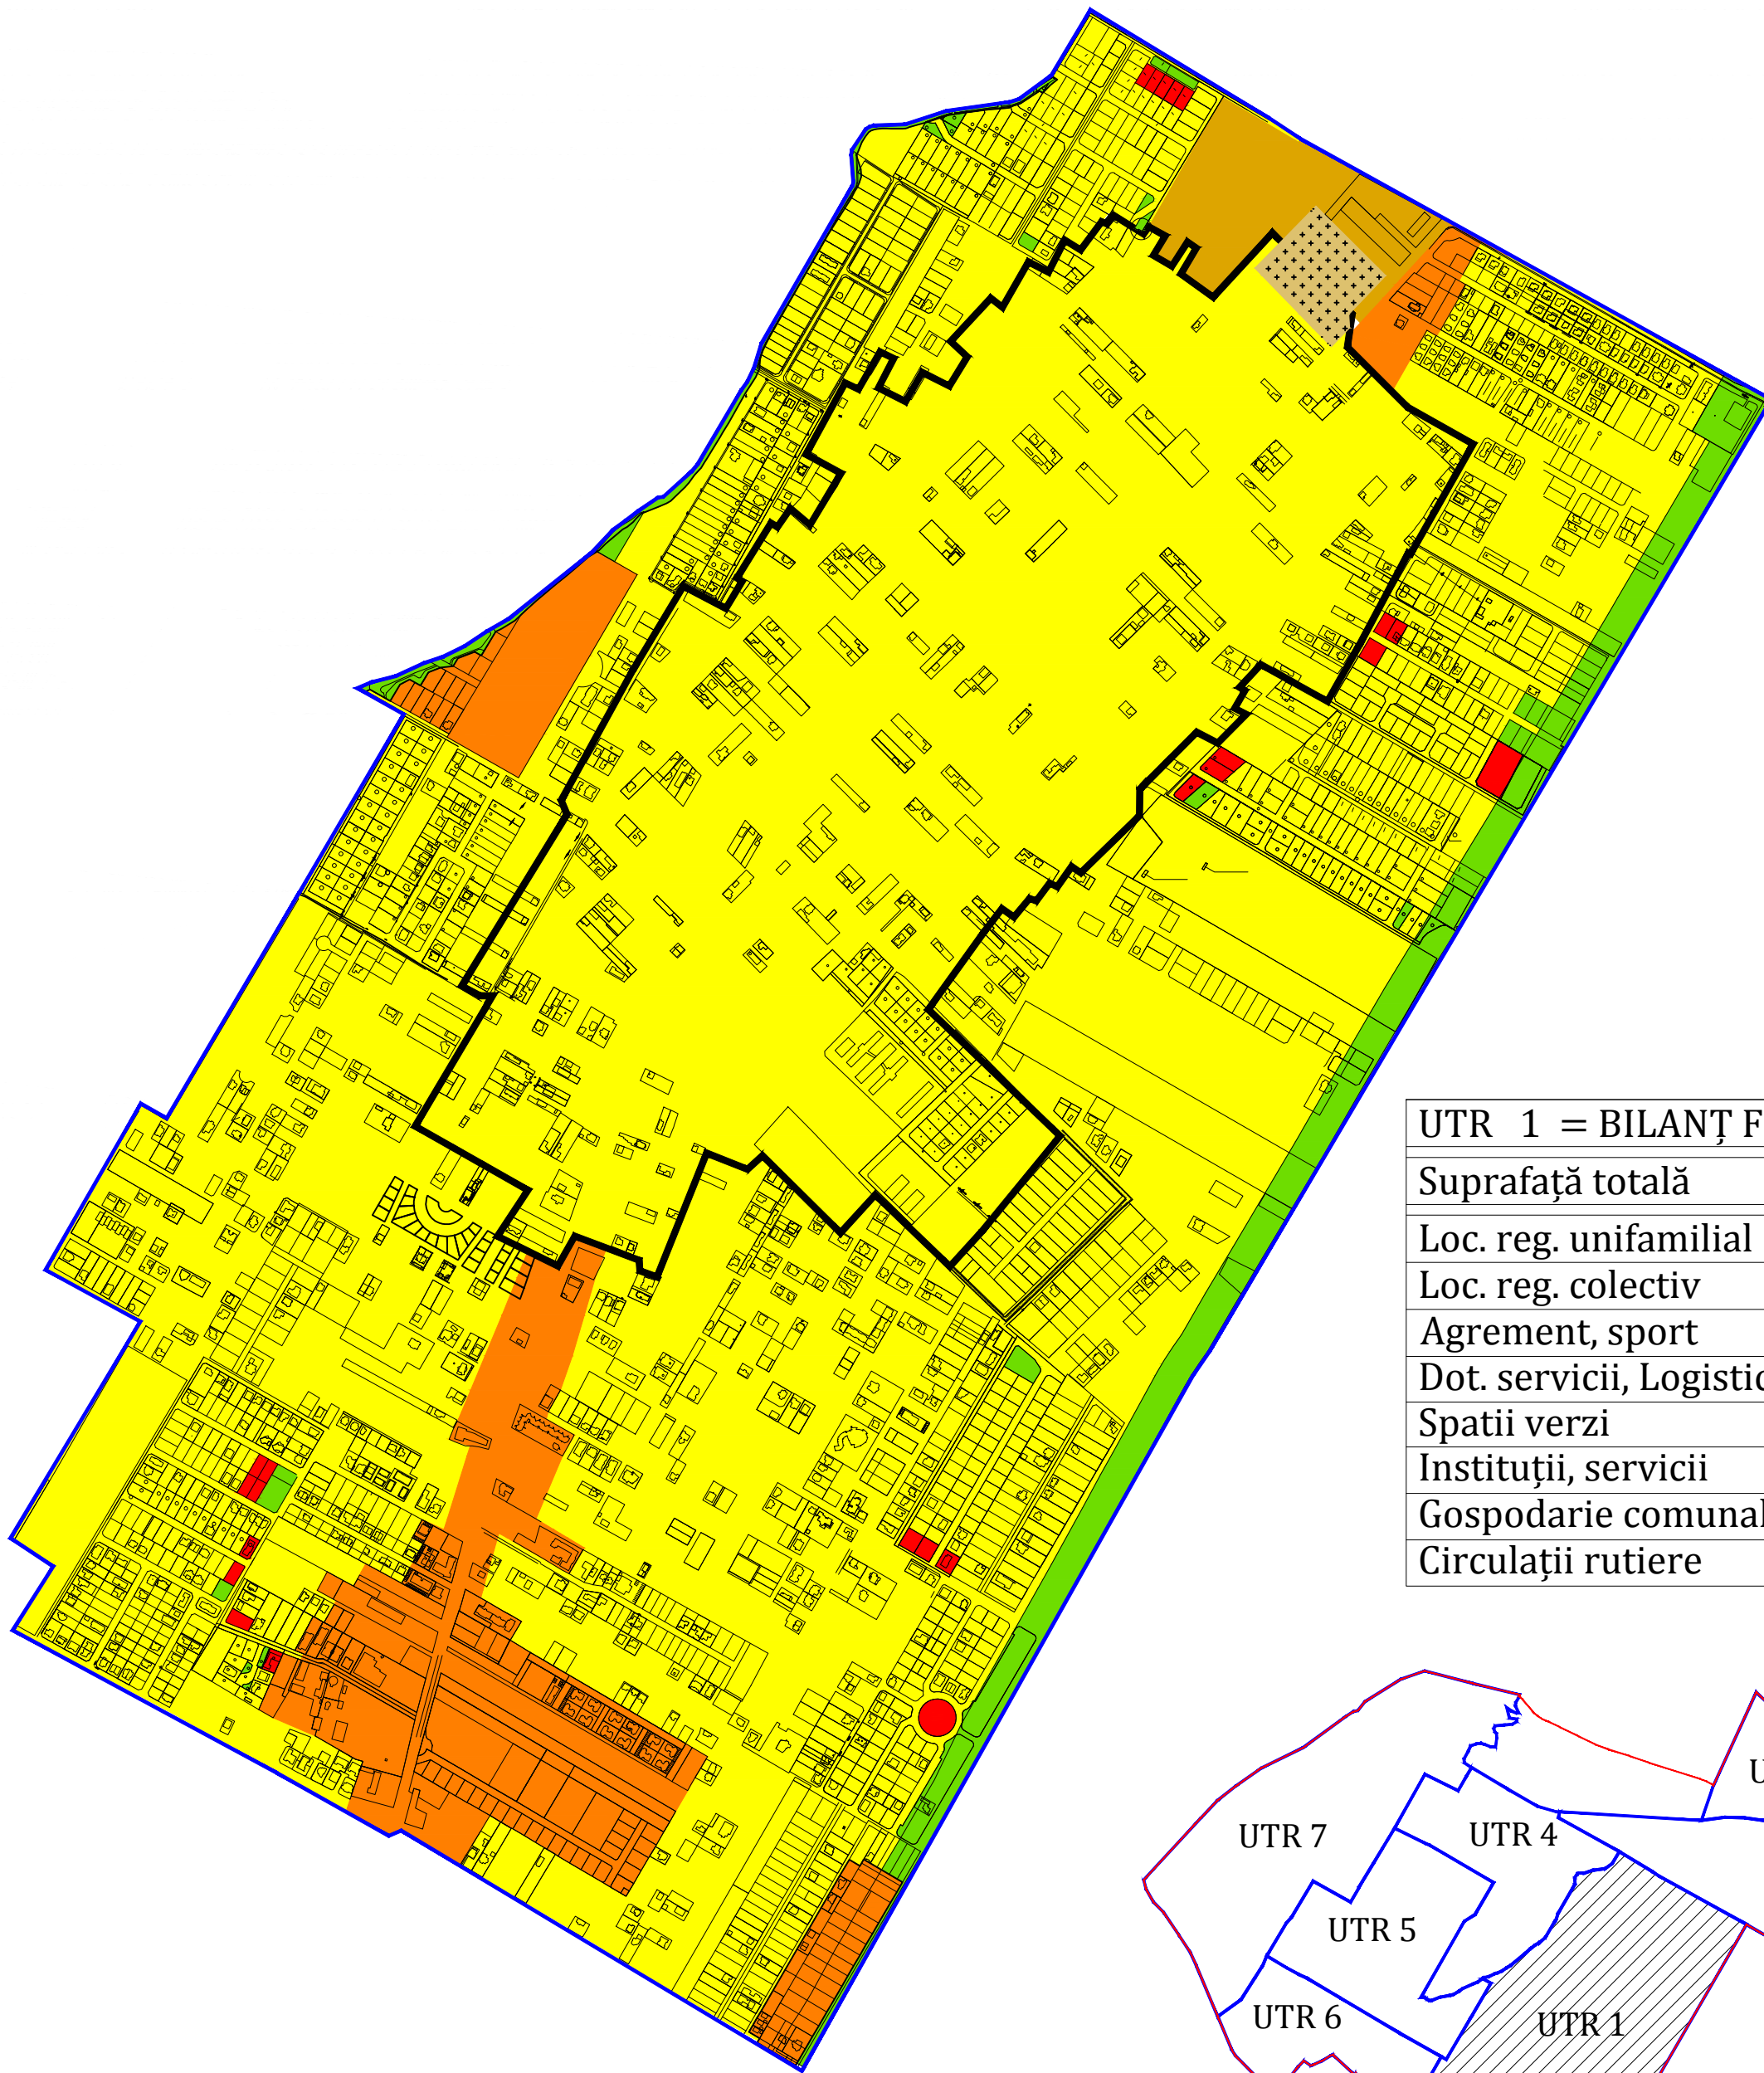 UTR 1 = BILANȚ F
Suprafață totală
Loc. reg. unifamilial
Loc. reg. colectiv
Agrement, sport
Dot. servicii, Logistic
Spatii verzi
Instituții, servicii
Gospodarie comunal
Circulații rutiere
U
UTR 7
UTR 4
UTR 5
UTR 6
UTR 1